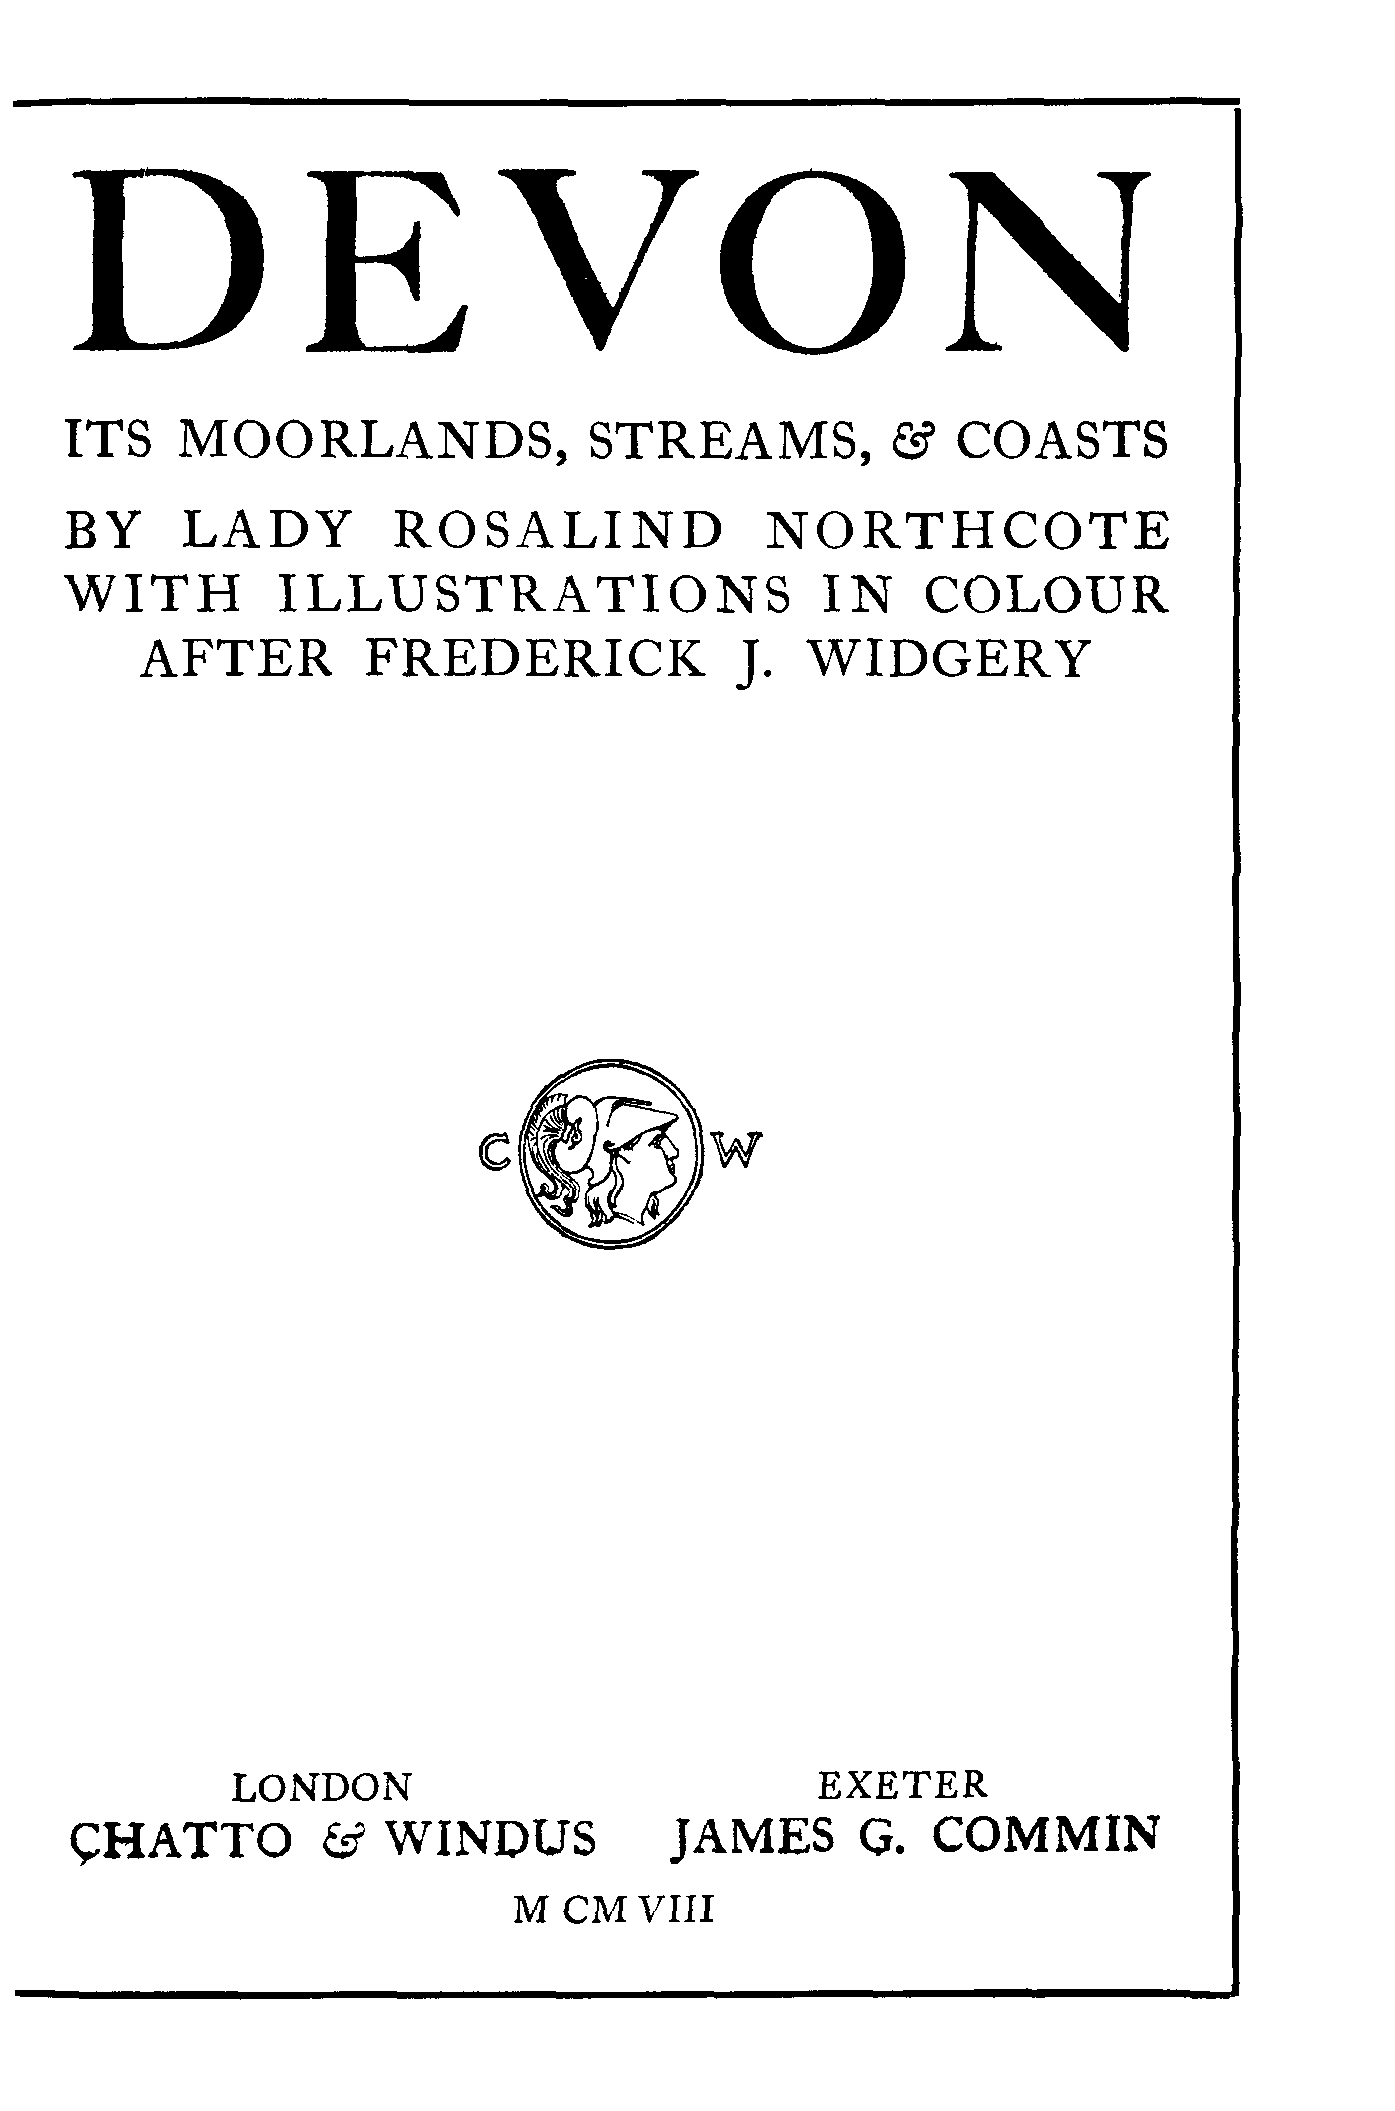 DEVON
ITS MOORLANDS, STREAMS, & COASTS
BY LADY ROSALIND NORTHCOTE
WITH ILLUSTRATIONS IN COLOUR
AFTER FREDERICK J. WIDGERY
C W
LONDON EXETER
CHATTO & WINDUS JAMES G. COMMIN
M CM VIII